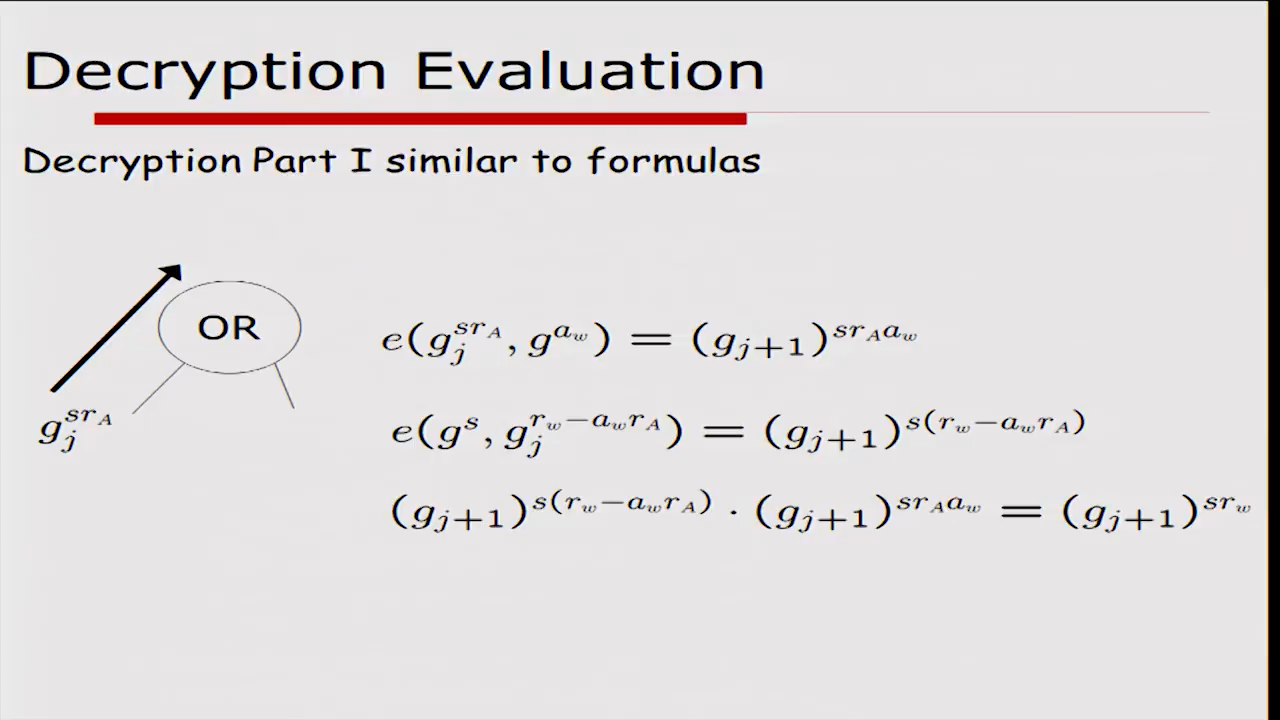 Decryption Evaluation
Decryption Part I similar to formulas
OR
g_j^{sr_A}
e(g_j^{sr_A}, g^{a_w}) = (g_{j+1})^{sr_A a_w}
e(g^s, g_j^{r_w-a_w r_A}) = (g_{j+1})^{s(r_w-a_w r_A)}
(g_{j+1})^{s(r_w-a_w r_A)} · (g_{j+1})^{sr_A a_w} = (g_{j+1})^{sr_w}